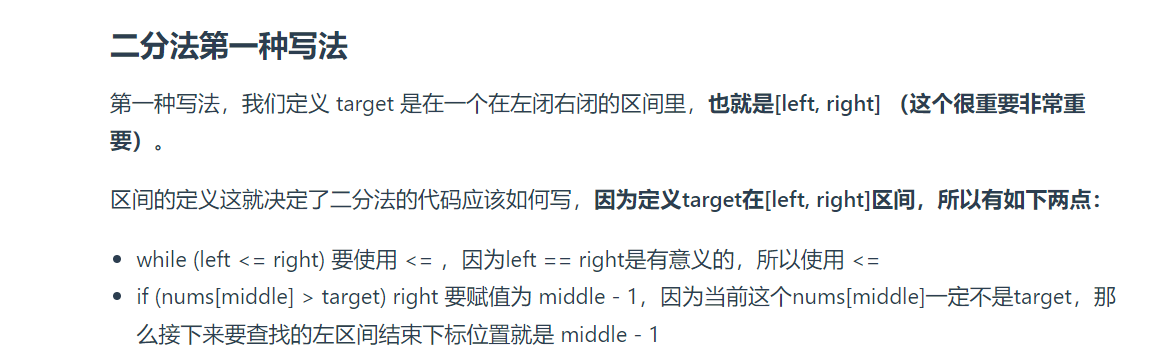 二分法第一种写法
第一种写法，我们定义 target 是在一个在左闭右闭的区间里，也就是[left, right] （这个很重要非常重
要）。
区间的定义这就决定了二分法的代码应该如何写，因为定义target在[left, right]区间，所以有如下两点：
• while (left <= right) 要使用 <= ，因为left == right是有意义的，所以使用 <=
• if (nums[middle] > target) right 要赋值为 middle - 1，因为当前这个nums[middle]一定不是target，那
么接下来要查找的左区间结束下标位置就是 middle - 1